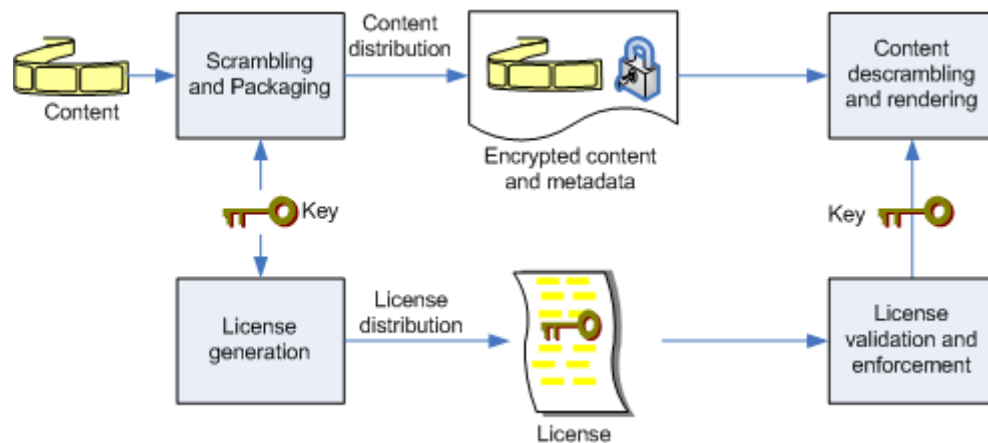 Content
Scrambling
and Packaging
Content
distribution
Encrypted content
and metadata
Content
descrambling
and rendering
Key
Key
License
generation
License
distribution
License
License
validation and
enforcement